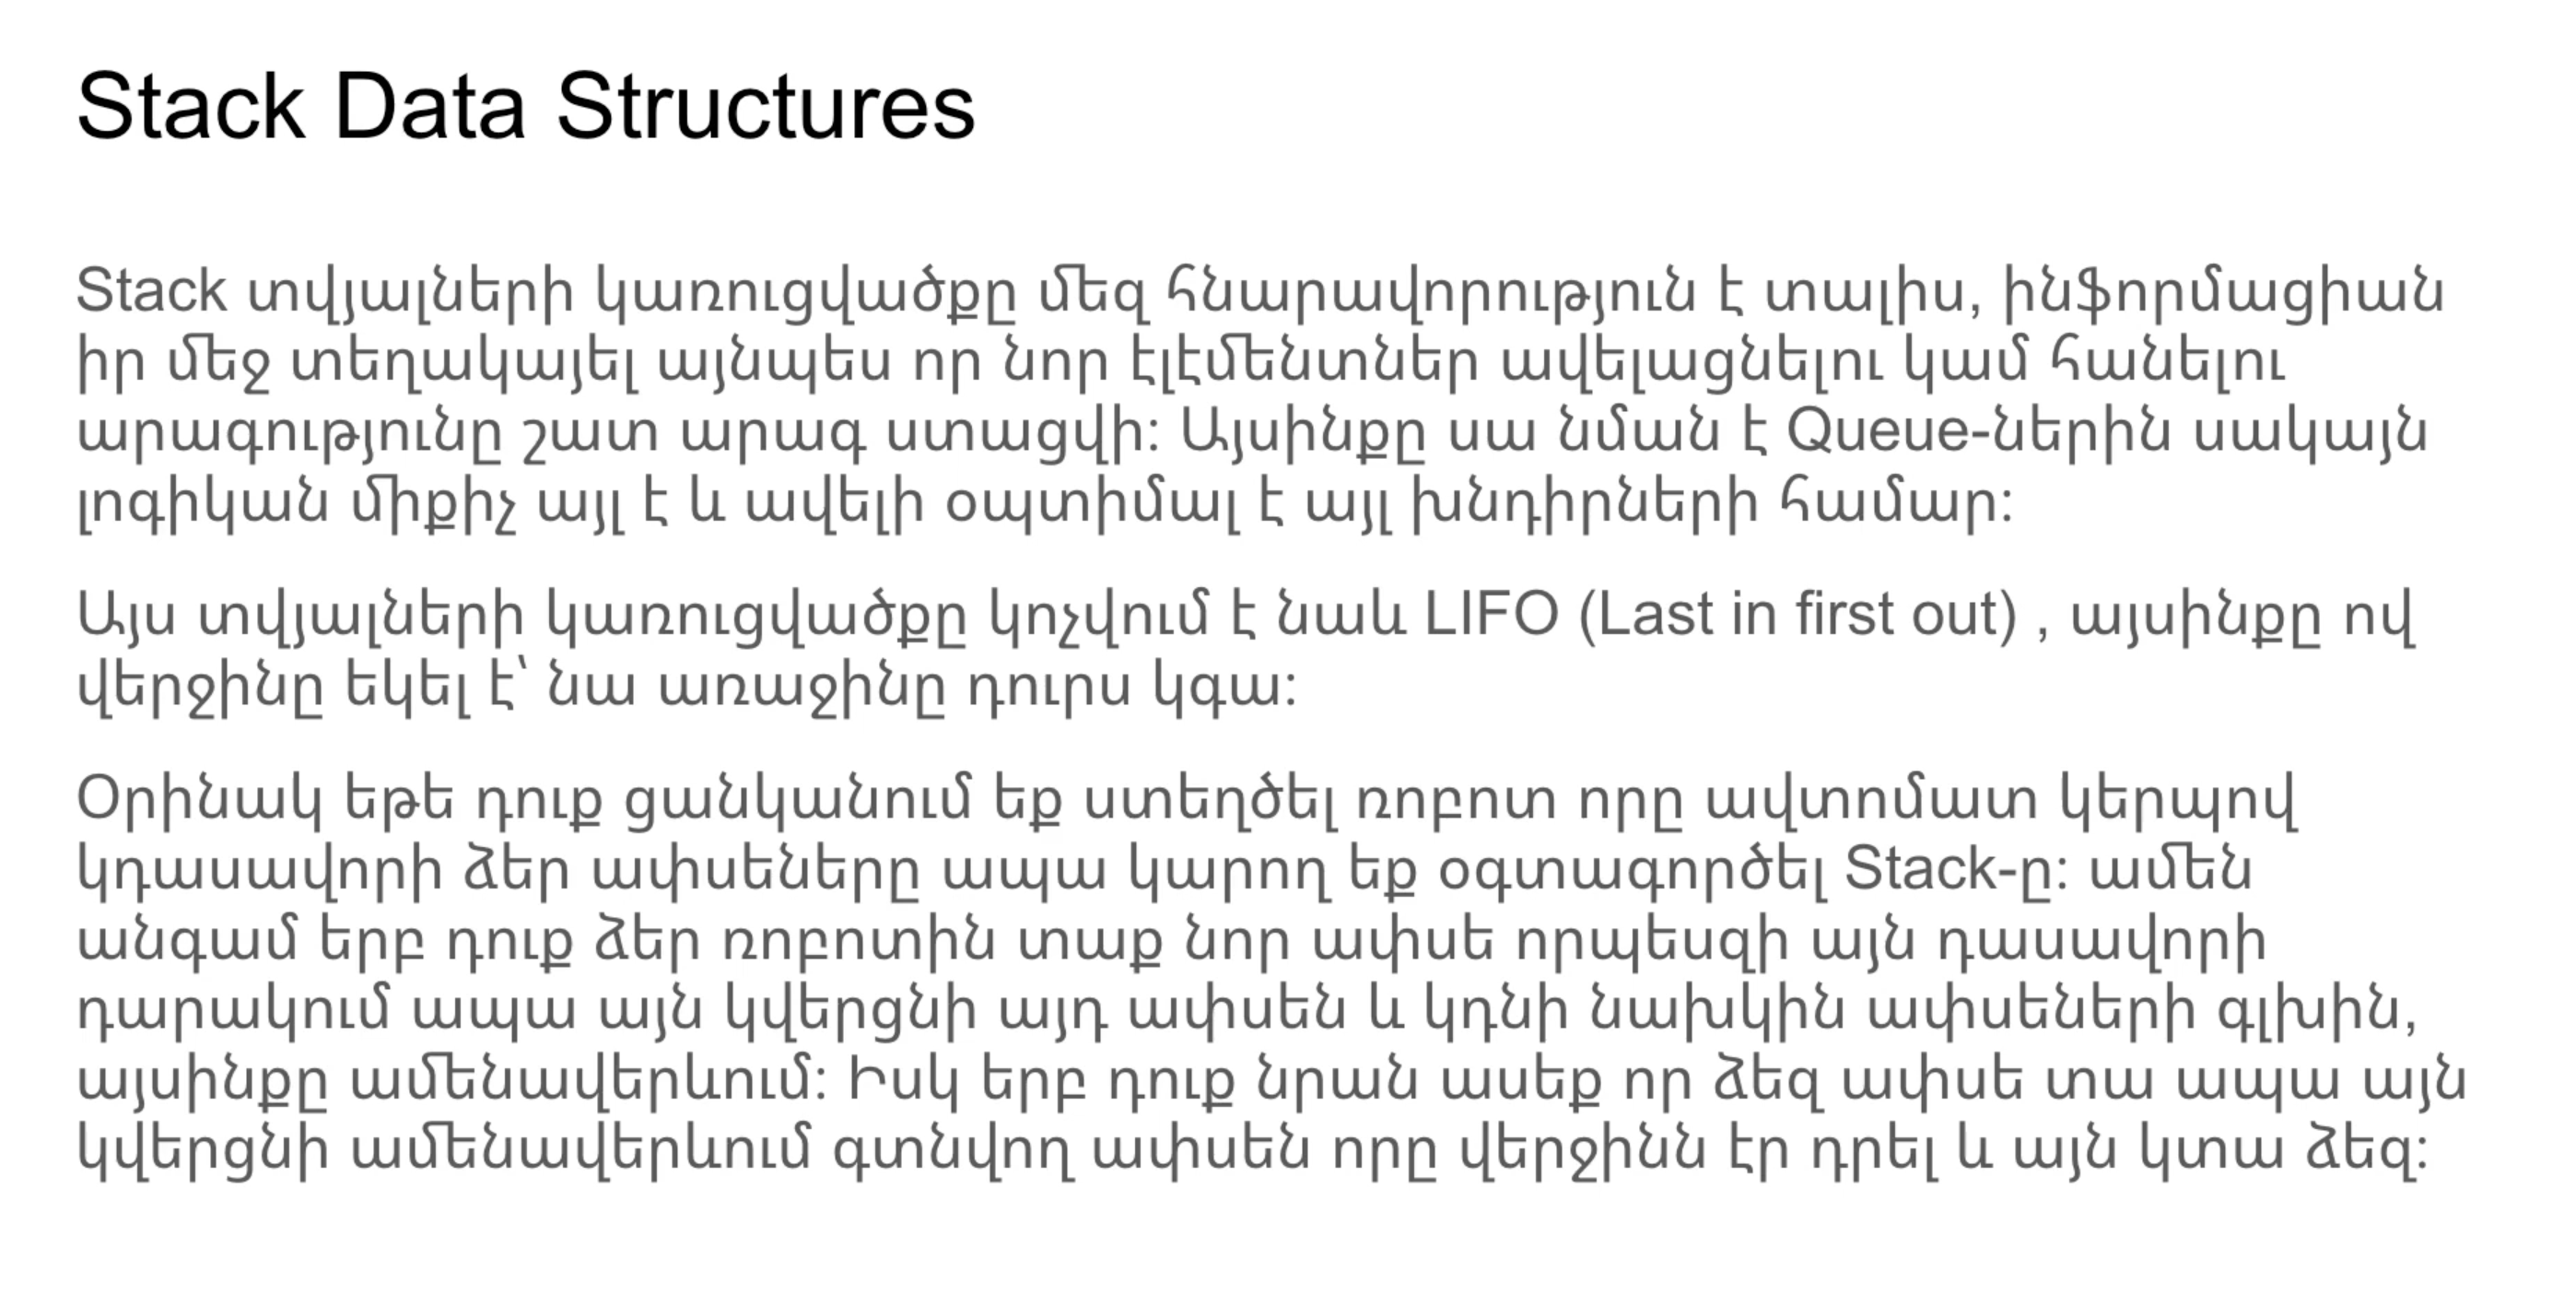 Stack Data Structures
Stack տվյալների կառուցվածքը մեզ հնարավորություն է տալիս, ինֆորմացիան
իր մեջ տեղակայել այնպես որ նոր էլէմենտներ ավելացնելու կամ հանելու
արագությունը շատ արագ ստացվի: Այսինքը սա նման է Queue-ներին սակայն
լոգիկան միքիչ այլ է և ավելի օպտիմալ է այլ խնդիրների համար:
Այս տվյալների կառուցվածքը կոչվում է նաև LIFO (Last in first out) , այսինքը ով
վերջինը եկել է՝ նա առաջինը դուրս կգա:
Օրինակ եթե դուք ցանկանում եք ստեղծել ռոբոտ որը ավտոմատ կերպով
կդասավորի ձեր ափսեները ապա կարող եք օգտագործել Stack-ը: ամեն
անգամ երբ դուք ձեր ռոբոտին տաք նոր ափսե որպեսզի այն դասավորի
դարակում ապա այն կվերցնի այդ ափսեն և կդնի նախկին ափսեների գլխին,
այսինքը ամենավերևում: Իսկ երբ դուք նրան ասեք որ ձեզ ափսե տա ապա այն
կվերցնի ամենավերևում գտնվող ափսեն որը վերջինն էր դրել և այն կտա ձեզ: